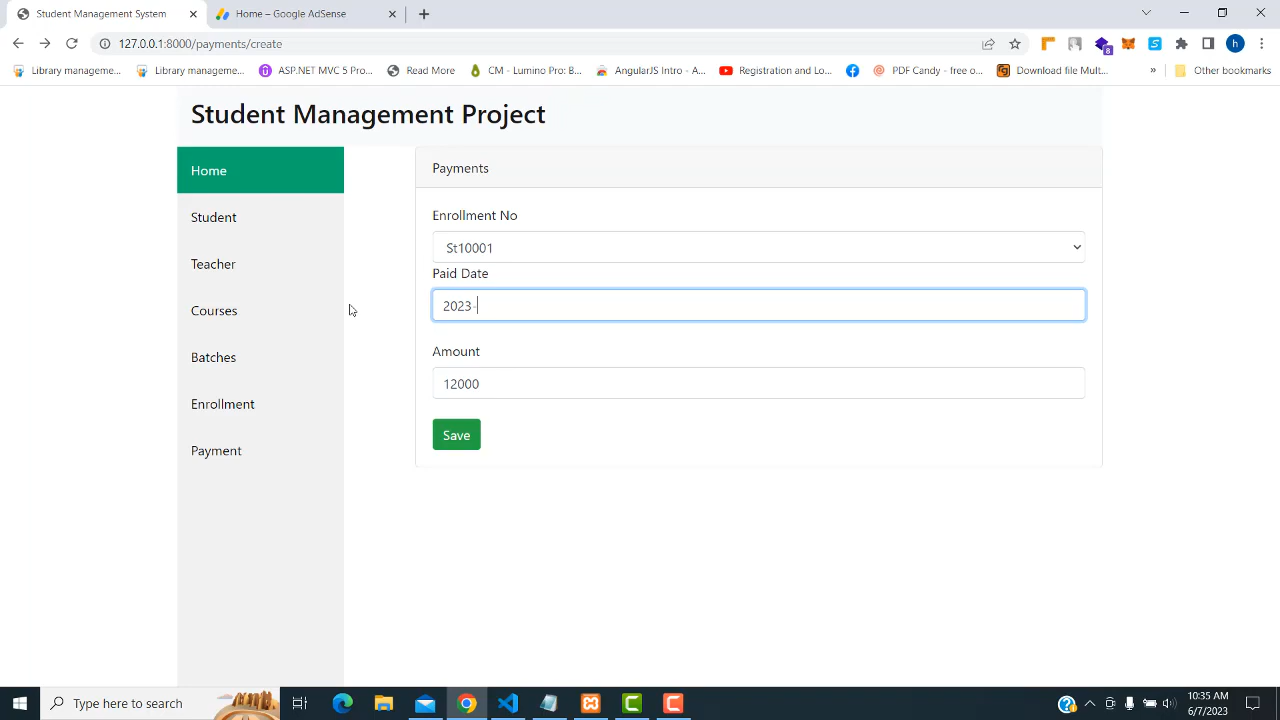 Student Management System
Home – Google AdSense
127.0.0.1:8000/payments/create
8
h
Library manageme...
Library manageme...
ASP.NET MVC 5 Pro...
Read More
CM - Lumino Pro: B...
AngularJS Intro - A...
Registration and Lo...
PDF Candy – free o...
Download file Mult...
»
Other bookmarks
Student Management Project
Home
Student
Teacher
Courses
Batches
Enrollment
Payment
Payments
Enrollment No
St10001
Paid Date
2023-
Amount
12000
Save
Type here to search
10:35 AM
6/7/2023